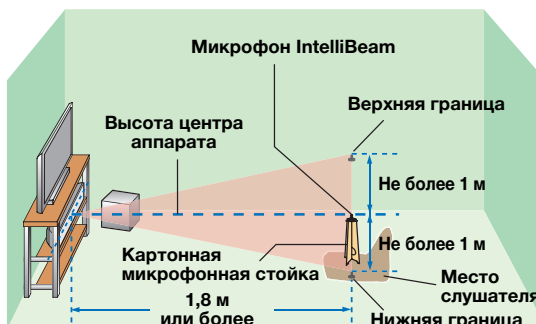 Микрофон IntelliBeam
Верхняя граница
Высота центра
аппарата
Не более 1 м
Не более 1 м
Картонная
микрофонная стойка
Место
слушателя
1,8 м
или более
Нижняя граница